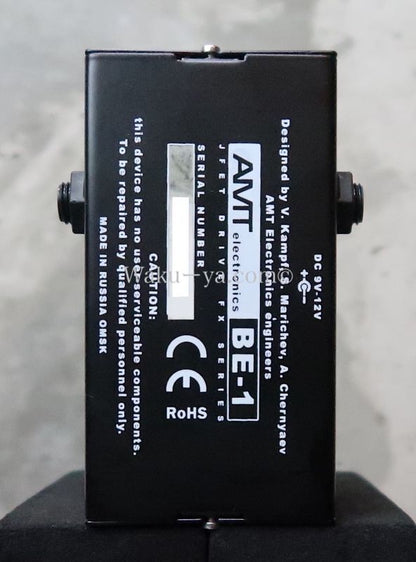 DC 9V-12V
Designed by V. Kampf, S. Marichev, A. Chernyaev
AMT Electronics engineers
AMT electronics BE-1
JFET DRIVE FX SERIES
SERIAL NUMBER
CE
RoHS
CAUTION:
this device has no user-serviceable components.
To be repaired by qualified personnel only.
MADE IN RUSSIA OMSK
Waku-ya.com©